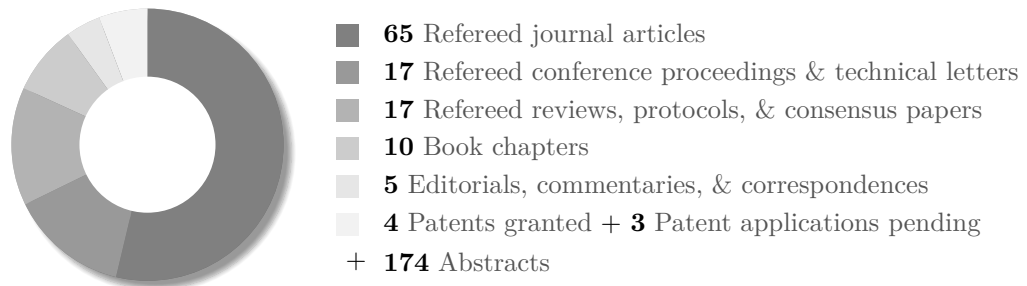 65 Refereed journal articles
17 Refereed conference proceedings & technical letters
17 Refereed reviews, protocols, & consensus papers
10 Book chapters
5 Editorials, commentaries, & correspondences
4 Patents granted + 3 Patent applications pending
+ 174 Abstracts